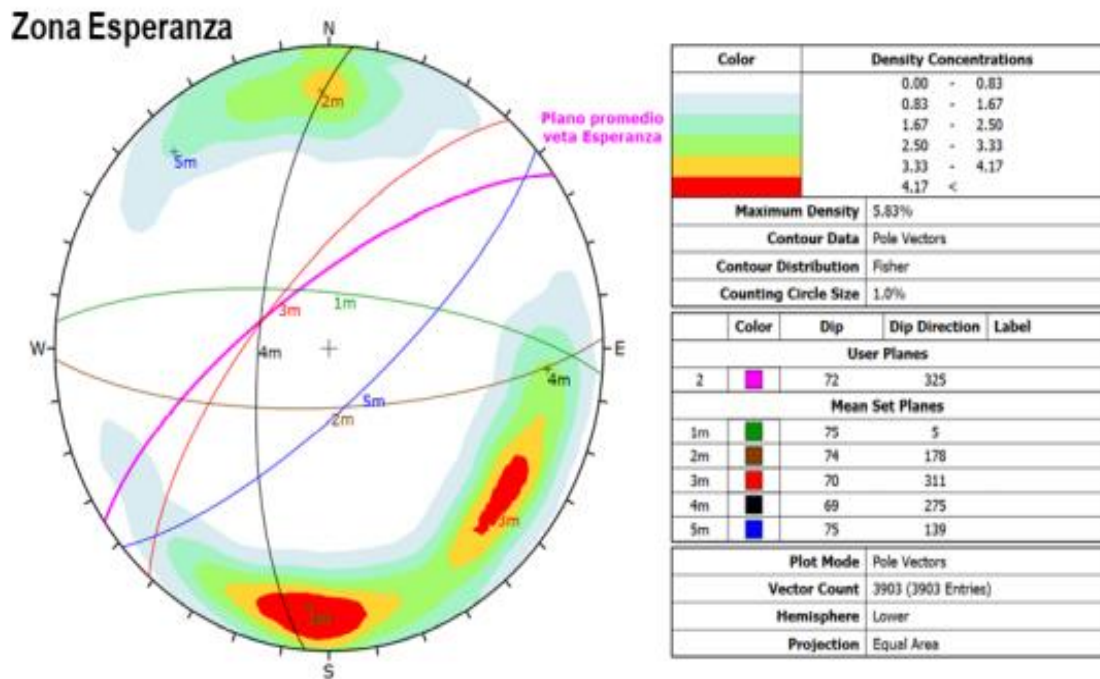 Zona Esperanza
N
2m
5m
Plano promedio
veta Esperanza
1m
3m
W
E
4m
4m
5m
2m
3m
S
Color Density Concentrations
0.00 - 0.83
0.83 - 1.67
1.67 - 2.50
2.50 - 3.33
3.33 - 4.17
4.17 <
Maximum Density 5.83%
Contour Data Pole Vectors
Contour Distribution Fisher
Counting Circle Size 1.0%
Color Dip Dip Direction Label
User Planes
2 72 325
Mean Set Planes
1m 75 5
2m 74 178
3m 70 311
4m 69 275
5m 75 139
Plot Mode Pole Vectors
Vector Count 3903 (3903 Entries)
Hemisphere Lower
Projection Equal Area